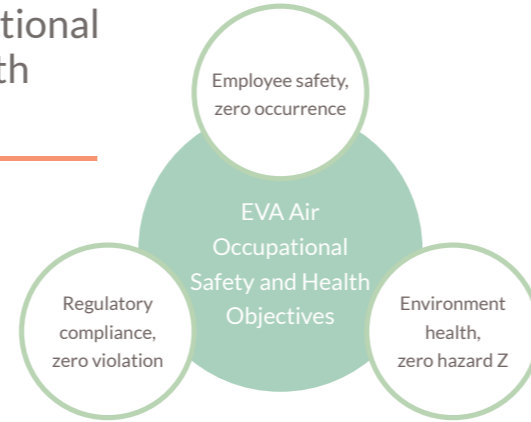 tional
th
Employee safety,
zero occurrence
EVA Air
Occupational
Safety and Health
Objectives
Regulatory
compliance,
zero violation
Environment
health,
zero hazard Z